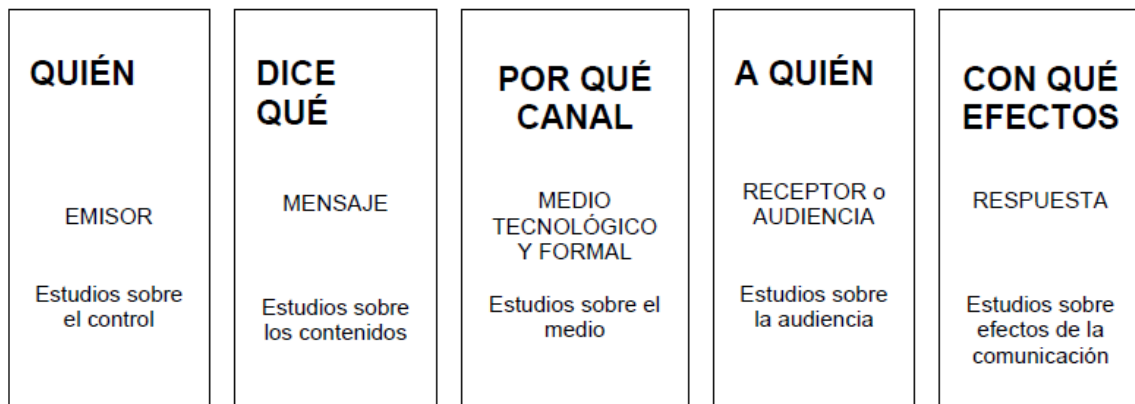 QUIÉN
EMISOR
Estudios sobre
el control
DICE
QUÉ
MENSAJE
Estudios sobre
los contenidos
POR QUÉ
CANAL
MEDIO
TECNOLÓGICO
Y FORMAL
Estudios sobre el
medio
A QUIÉN
RECEPTOR o
AUDIENCIA
Estudios sobre
la audiencia
CON QUÉ
EFECTOS
RESPUESTA
Estudios sobre
efectos de la
comunicación